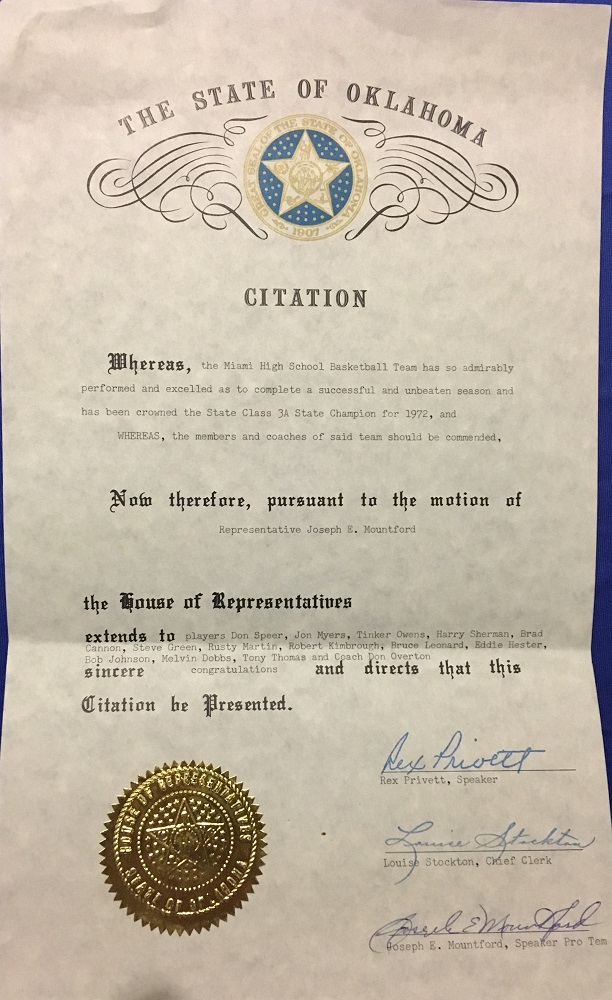 THE STATE OF OKLAHOMA
GREAT SEAL OF THE STATE OF OKLAHOMA
1907
CITATION
Whereas, the Miami High School Basketball Team has so admirably
performed and excelled as to complete a successful and unbeaten season and
has been crowned the State Class 3A State Champion for 1972, and
WHEREAS, the members and coaches of said team should be commended,
Now therefore, pursuant to the motion of
Representative Joseph E. Mountford
the House of Representatives
extends to players Don Speer, Jon Myers, Tinker Owens, Harry Sherman, Brad
Cannon, Steve Green, Rusty Martin, Robert Kimbrough, Bruce Leonard, Eddie Hester,
Bob Johnson, Melvin Dobbs, Tony Thomas and Coach Don Overton
sincere congratulations and directs that this
Citation be Presented.
Rex Privett
Rex Privett, Speaker
Louise Stockton
Louise Stockton, Chief Clerk
Joseph E Mountford
Joseph E. Mountford, Speaker Pro Tem
HOUSE OF REPRESENTATIVES
STATE OF OKLAHOMA